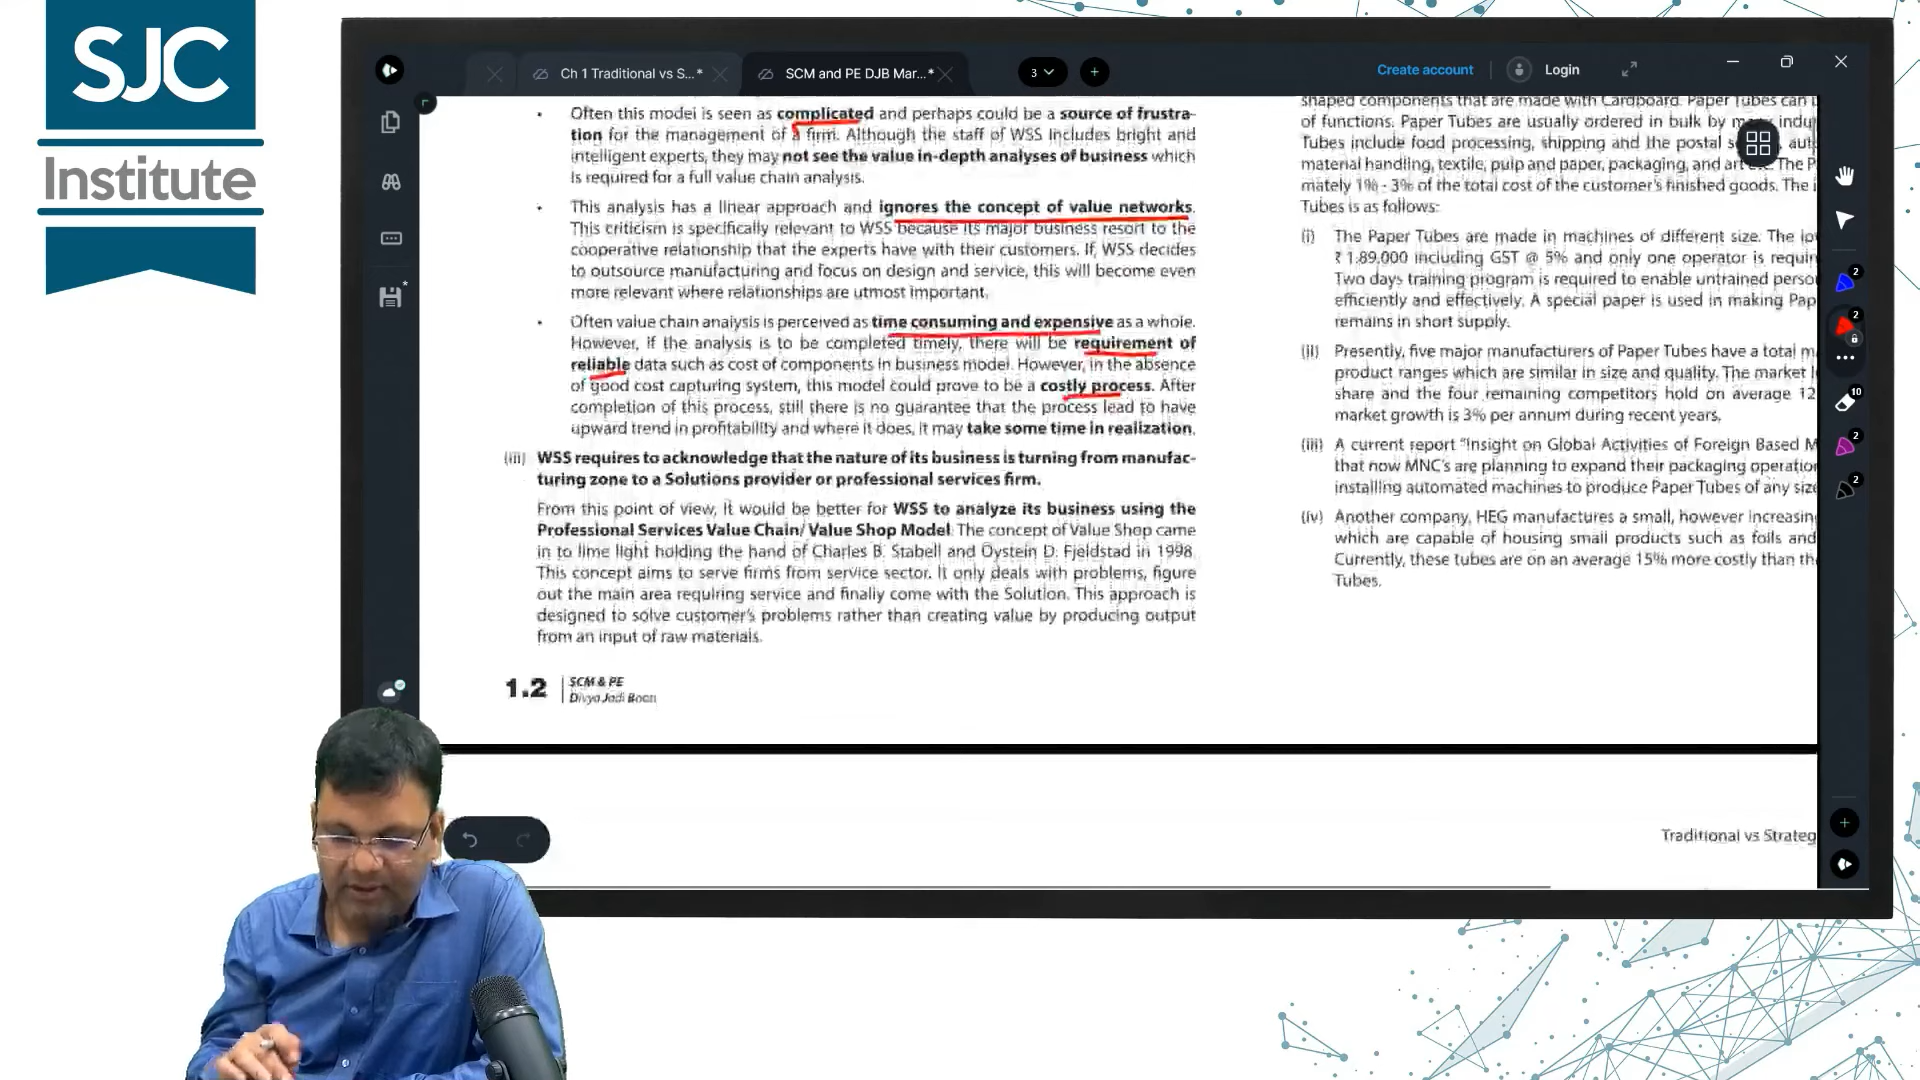 SJC
Institute
Ch 1 Traditional vs S...*
SCM and PE DJB Mar...*
3
Create account
Login
• Often this model is seen as complicated and perhaps could be a source of frustra-
tion for the management of a firm. Although the staff of WSS includes bright and
intelligent experts, they may not see the value in-depth analyses of business which
is required for a full value chain analysis.
• This analysis has a linear approach and ignores the concept of value networks.
This criticism is specifically relevant to WSS because its major business resort to the
cooperative relationship that the experts have with their customers. If, WSS decides
to outsource manufacturing and focus on design and service, this will become even
more relevant where relationships are utmost important.
• Often value chain analysis is perceived as time consuming and expensive as a whole.
However, if the analysis is to be completed timely, there will be requirement of
reliable data such as cost of components in business model. However, in the absence
of good cost capturing system, this model could prove to be a costly process. After
completion of this process, still there is no guarantee that the process lead to have
upward trend in profitability and where it does, it may take some time in realization.
(iii) WSS requires to acknowledge that the nature of its business is turning from manufac-
turing zone to a Solutions provider or professional services firm.
From this point of view, it would be better for WSS to analyze its business using the
Professional Services Value Chain/ Value Shop Model. The concept of Value Shop came
in to lime light holding the hand of Charles B. Stabell and Oystein D. Fjeldstad in 1998.
This concept aims to serve firms from service sector. It only deals with problems, figure
out the main area requiring service and finally come with the Solution. This approach is
designed to solve customer's problems rather than creating value by producing output
from an input of raw materials.
1.2 SCM & PE
Divya Jadi Booti
shaped components that are made with Cardboard. Paper Tubes can
of functions. Paper Tubes are usually ordered in bulk by many
Tubes include food processing, shipping and the postal
material handling, textile, pulp and paper, packaging, and The P
mately 1% - 3% of the total cost of the customer's finished goods. The i
Tubes is as follows:
(i) The Paper Tubes are made in machines of different size. The lo
₹ 1,89,000 including GST @ 5% and only one operator is requir
Two days training program is required to enable untrained perso
efficiently and effectively. A special paper is used in making Pap
remains in short supply.
(ii) Presently, five major manufacturers of Paper Tubes have a total m
product ranges which are similar in size and quality. The market l
share and the four remaining competitors hold on average 12
market growth is 3% per annum during recent years.
(iii) A current report "Insight on Global Activities of Foreign Based M
that now MNC's are planning to expand their packaging operation
installing automated machines to produce Paper Tubes of any size
(iv) Another company, HEG manufactures a small, however increasin
which are capable of housing small products such as foils and
Currently, these tubes are on an average 15% more costly than th
Tubes.
Traditional vs Strateg
2
2
10
2
2